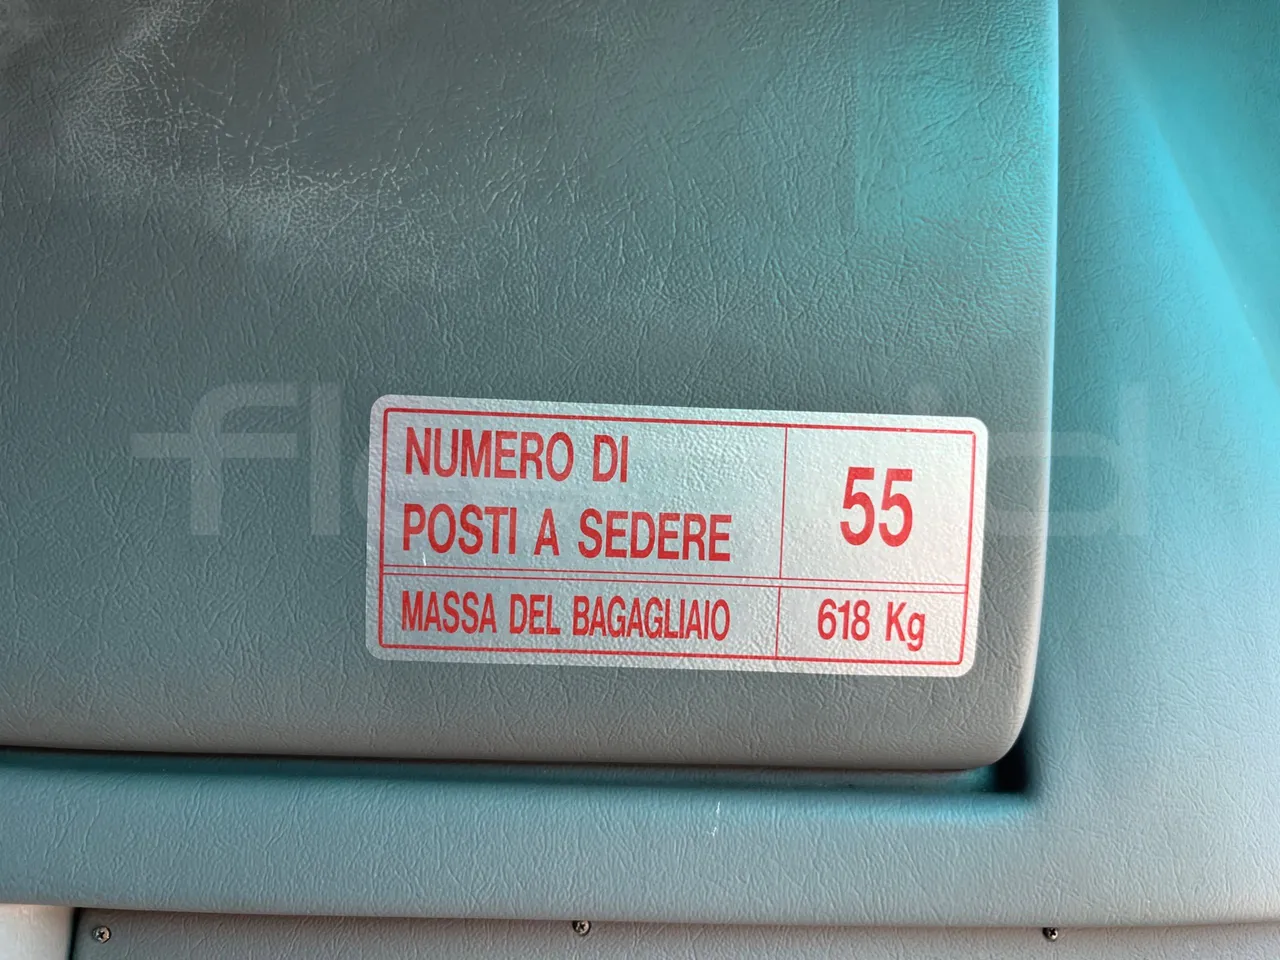 NUMERO DI
POSTI A SEDERE
55
MASSA DEL BAGAGLIAIO
618 Kg